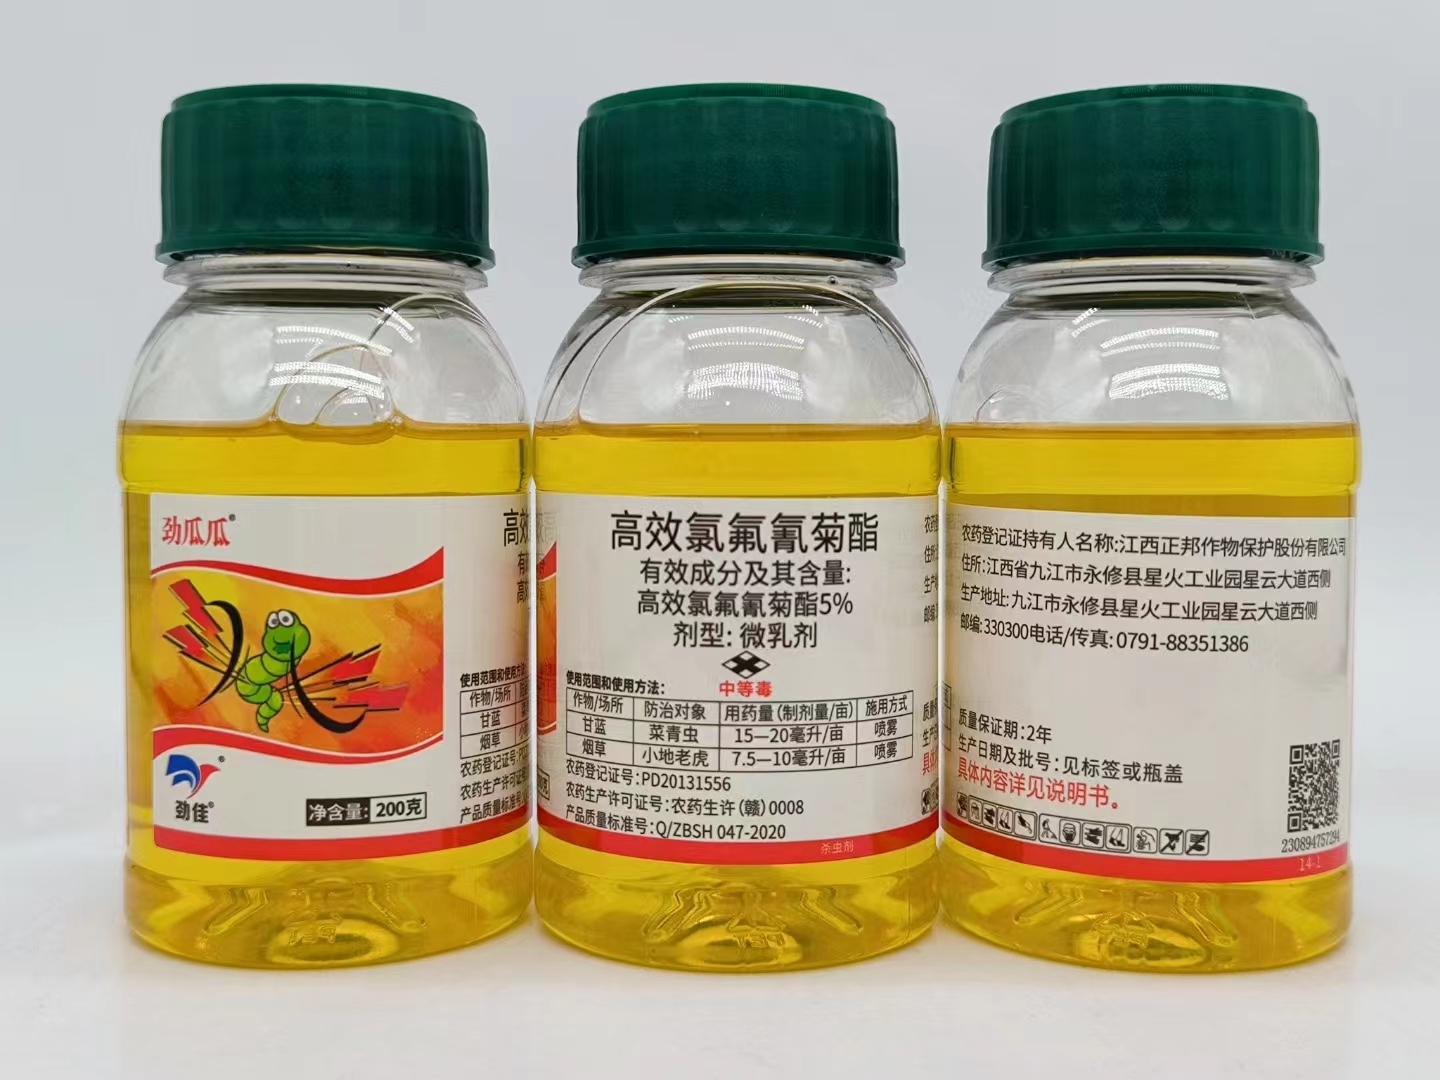 劲瓜瓜®
劲佳®
净含量: 200克
高效
有
高效
使用范围和使用方法:
作物/场所
甘蓝
烟草
农药登记证号:
农药生产许可证号
产品质量标准号
高效氯氟氰菊酯
有效成分及其含量:
高效氯氟氰菊酯5%
剂型: 微乳剂
中等毒
使用范围和使用方法:
作物/场所 防治对象 用药量(制剂量/亩) 施用方式
甘蓝 菜青虫 15—20毫升/亩 喷雾
烟草 小地老虎 7.5—10毫升/亩 喷雾
农药登记证号:PD20131556
农药生产许可证号:农药生许(赣)0008
产品质量标准号:Q/ZBSH 047-2020
杀虫剂
农药登记证持有人名称:江西正邦作物保护股份有限公司
住所:江西省九江市永修县星火工业园星云大道西侧
生产地址:九江市永修县星火工业园星云大道西侧
邮编:330300电话/传真:0791-88351386
质量保证期:2年
生产日期及批号:见标签或瓶盖
具体内容详见说明书。
230894757294
14-1